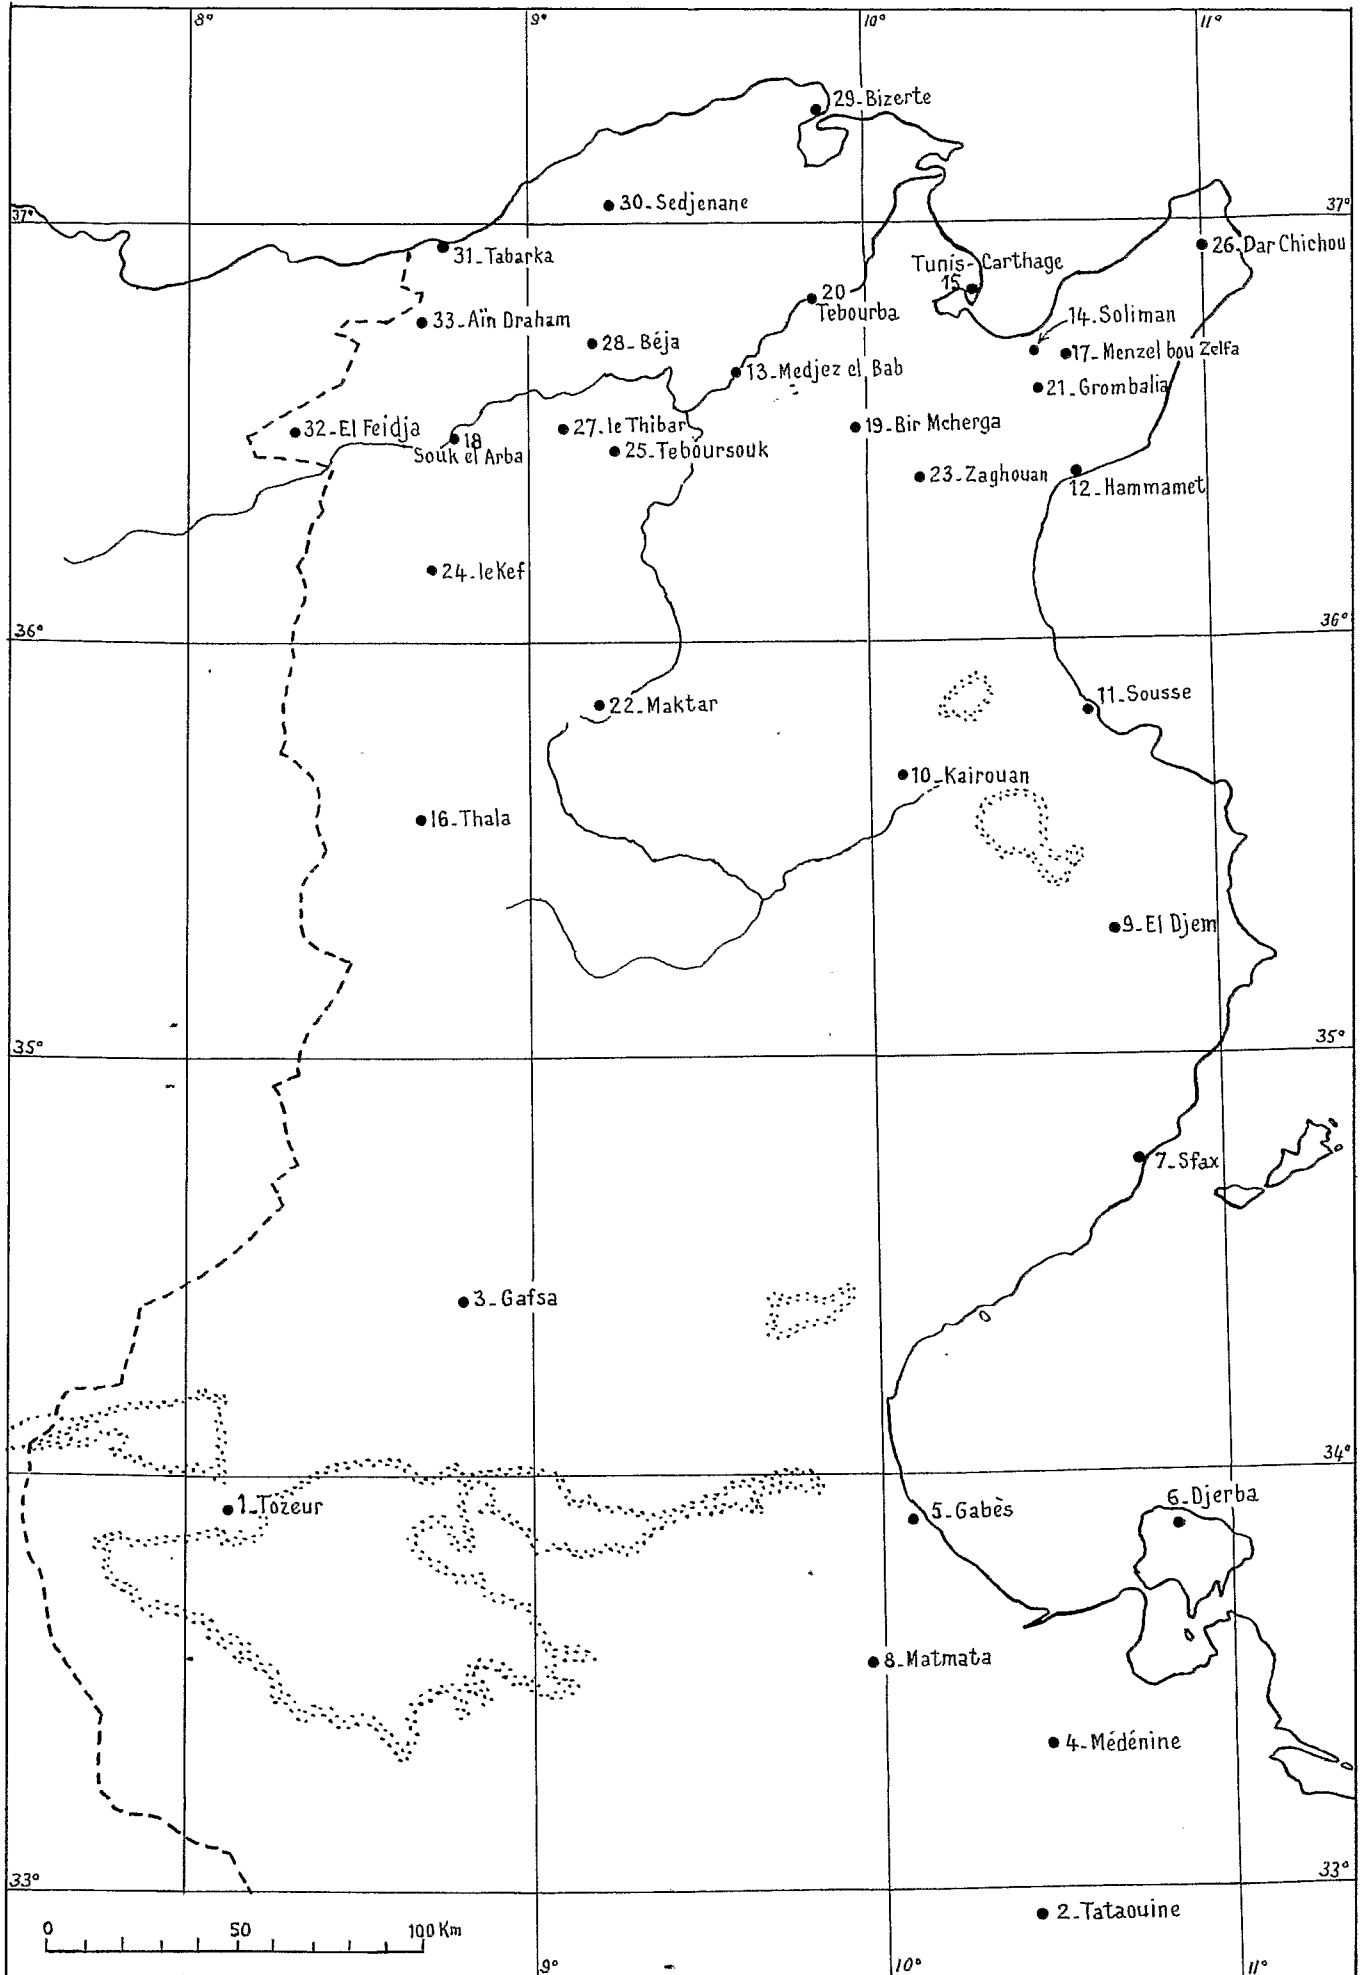 8°
9°
10°
11°
29_Bizerte
30_Sedjenane
37°
37°
26_Dar Chichou
31_Tabarka
Tunis-Carthage
15
20
Tebourba
33_Aïn Draham
14_Soliman
28_Béja
17_Menzel bou Zelfa
13_Medjez el Bab
21_Grombalia
32_El Feidja
18
Souk el Arba
27_le Thibar
19_Bir Mcherga
25_Teboursouk
23_Zaghouan
12_Hammamet
24_le Kef
36°
36°
22_Maktar
11_Sousse
10_Kairouan
16_Thala
9_El Djem
35°
35°
7_Sfax
3_Gafsa
34°
34°
1_Tozeur
5_Gabès
6_Djerba
8_Matmata
4_Médénine
33°
33°
2_Tataouine
0 50 100 Km
9°
10°
11°